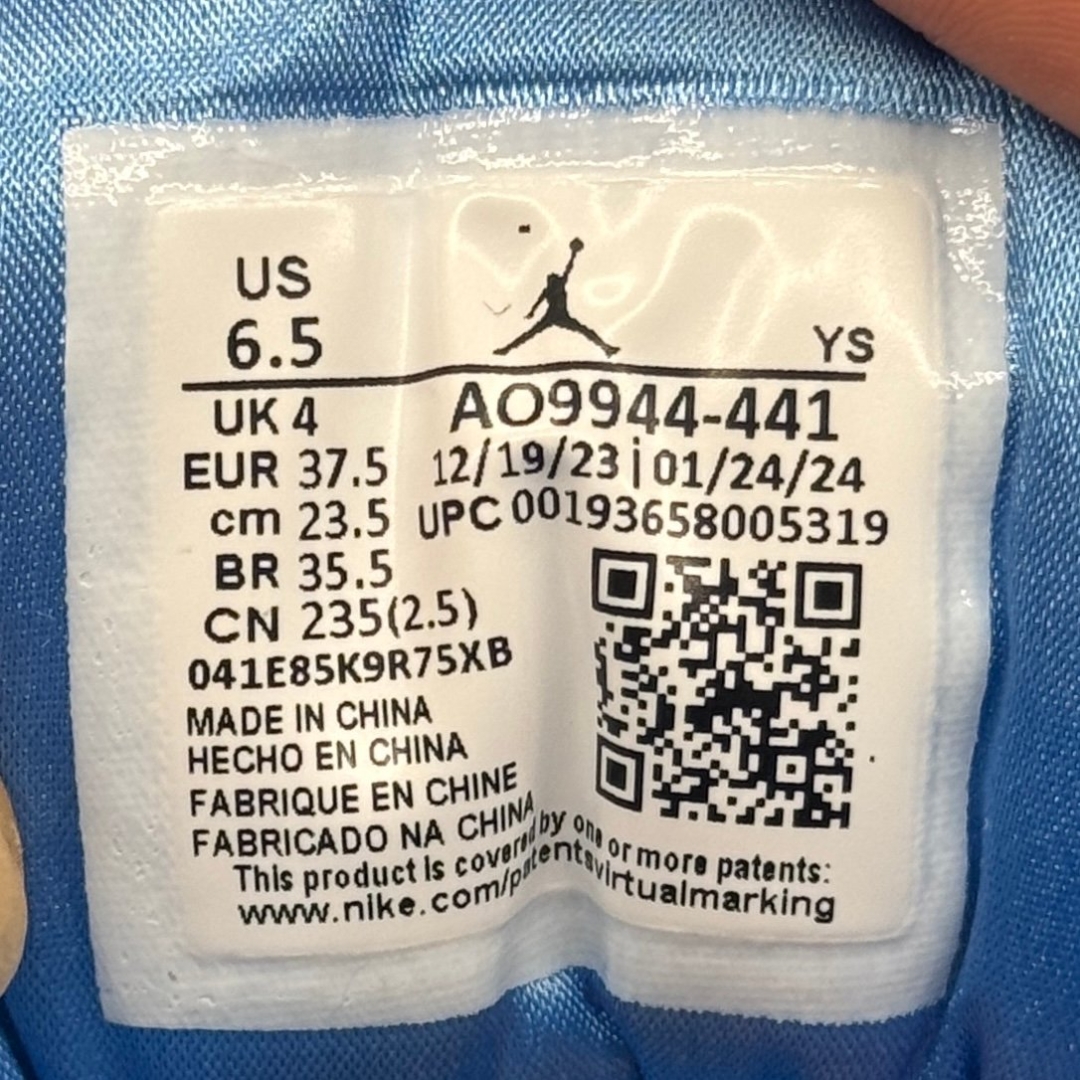 US
6.5
YS
UK 4
AO9944-441
EUR 37.5
12/19/23 | 01/24/24
cm 23.5
UPC 00193658005319
BR 35.5
CN 235(2.5)
041E85K9R75XB
MADE IN CHINA
HECHO EN CHINA
FABRIQUE EN CHINE
FABRICADO NA CHINA
This product is covered by one or more patents:
www.nike.com/patentsvirtualmarking